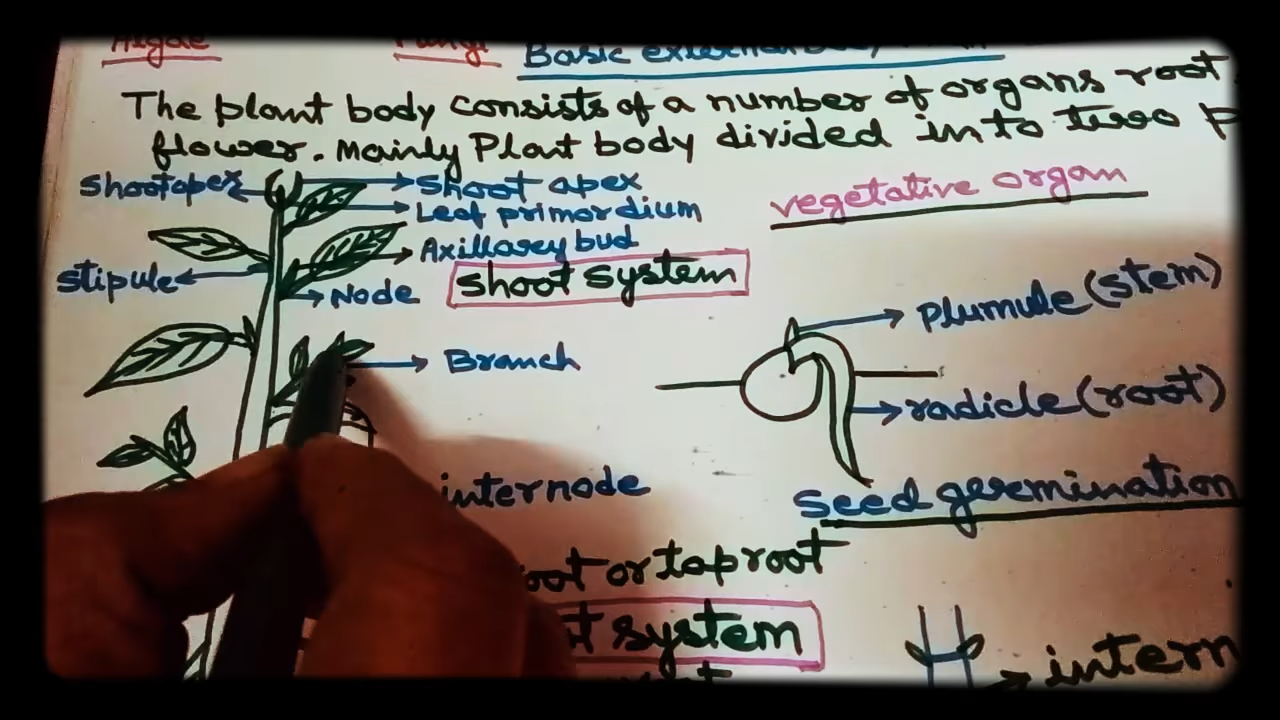 Algae Fungi Basic external
The plant body consists of a number of organs root
flower. Mainly Plant body divided into two P
Shootapex Shoot apex vegetative organ
Leaf primordium
Axillary bud
Stipule Shoot System
Node Plumule (stem)
Branch
radicle (root)
internode Seed germination
oot or taproot
t system
intern